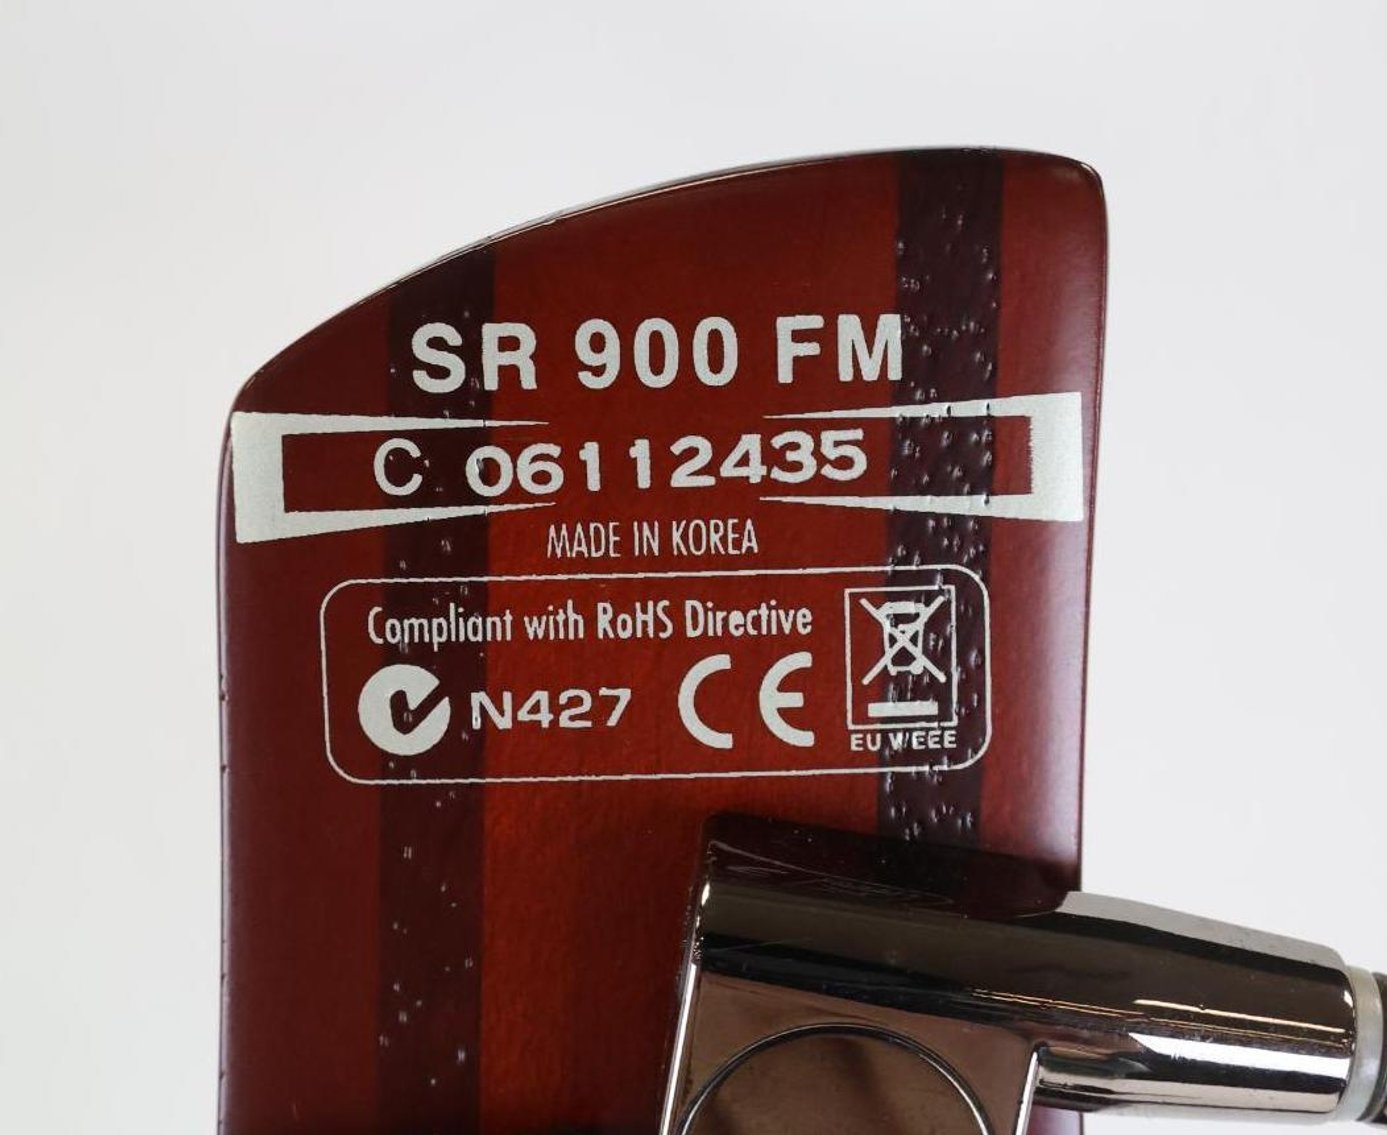 SR 900 FM
C 06112435
MADE IN KOREA
Compliant with RoHS Directive
N427 CE
EU WEEE